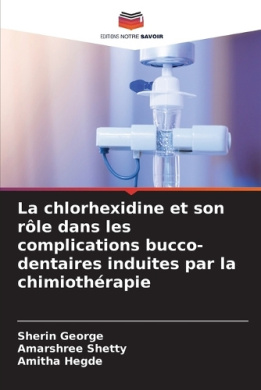 EDITIONS NOTRE SAVOIR
La chlorhexidine et son
rôle dans les
complications bucco-
dentaires induites par la
chimiothérapie
Sherin George
Amarshree Shetty
Amitha Hegde